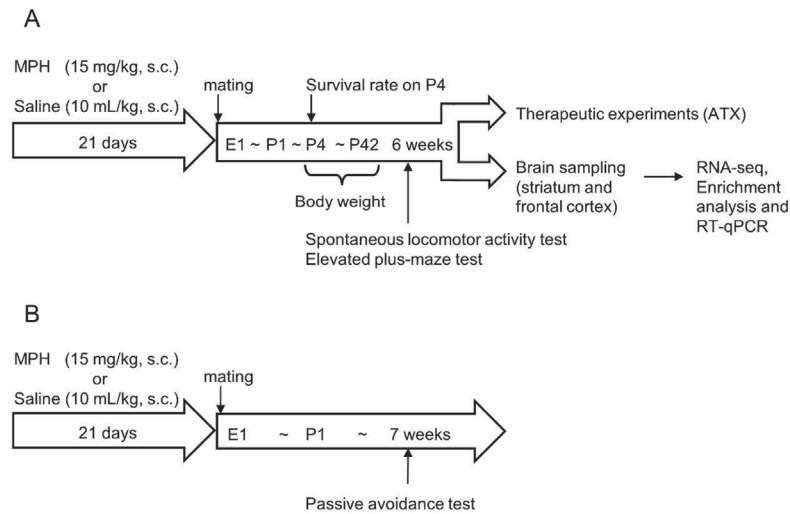 A
MPH (15 mg/kg, s.c.)
or
Saline (10 mL/kg, s.c.)
21 days
mating
Survival rate on P4
E1 ~ P1 ~ P4 ~ P42 6 weeks
Body weight
Spontaneous locomotor activity test
Elevated plus-maze test
Therapeutic experiments (ATX)
Brain sampling
(striatum and
frontal cortex)
RNA-seq,
Enrichment
analysis and
RT-qPCR
B
MPH (15 mg/kg, s.c.)
or
Saline (10 mL/kg, s.c.)
21 days
mating
E1 ~ P1 ~ 7 weeks
Passive avoidance test